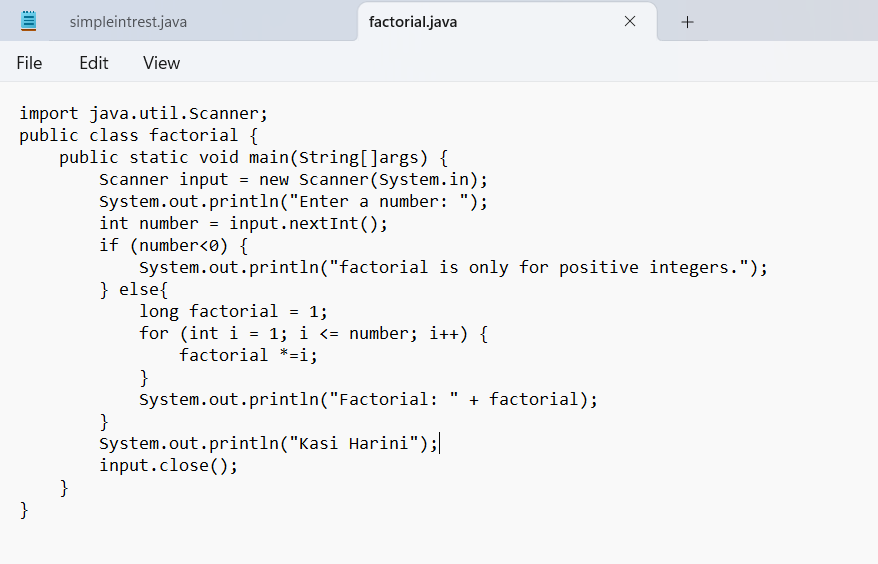 simpleintrest.java
factorial.java
File Edit View
import java.util.Scanner;
public class factorial {
    public static void main(String[]args) {
        Scanner input = new Scanner(System.in);
        System.out.println("Enter a number: ");
        int number = input.nextInt();
        if (number<0) {
            System.out.println("factorial is only for positive integers.");
        } else{
            long factorial = 1;
            for (int i = 1; i <= number; i++) {
                factorial *=i;
            }
            System.out.println("Factorial: " + factorial);
        }
        System.out.println("Kasi Harini");
        input.close();
    }
}